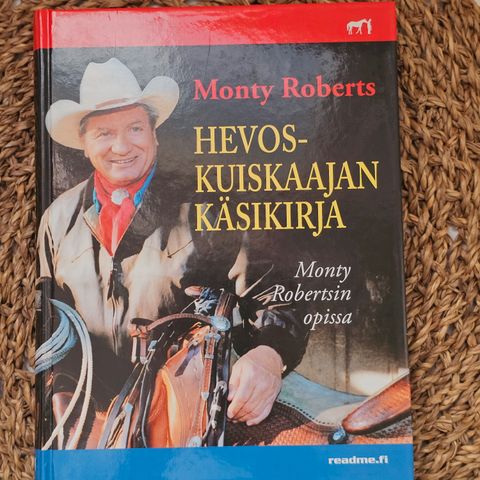 Monty Roberts
HEVOS-
KUISKAAJAN
KÄSIKIRJA
Monty
Robertsin
opissa
readme.fi